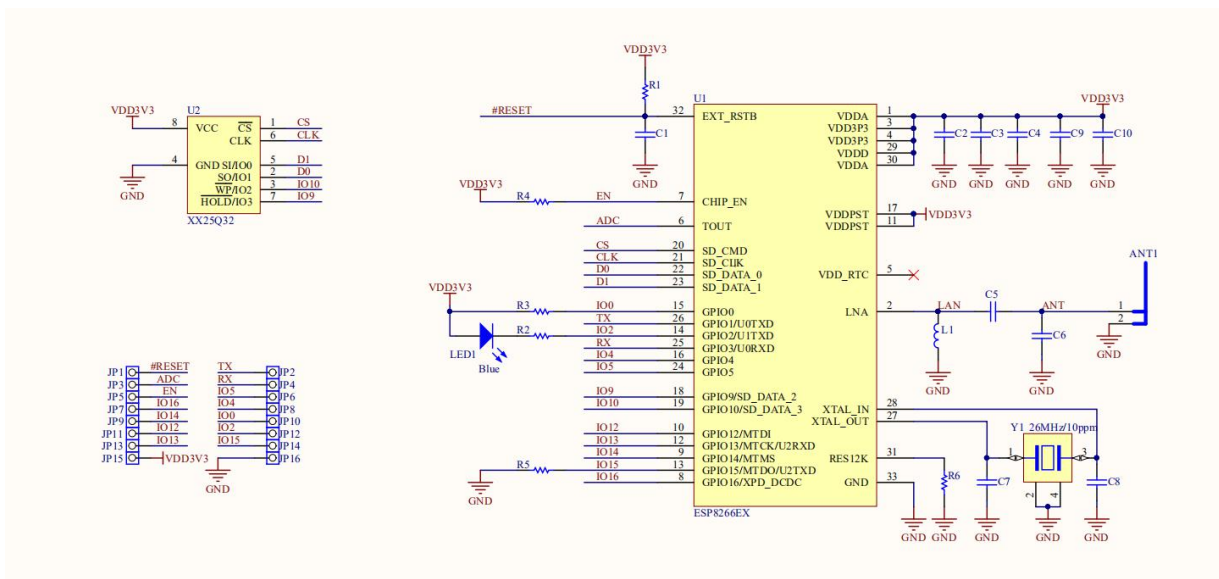 VDD3V3
R1
#RESET
C1
GND
VDD3V3
U2
8 VCC CS 1 CS
CLK 6 CLK
4 GND SI/IO0 5 D1
SO/IO1 2 D0
WP/IO2 3 IO10
HOLD/IO3 7 IO9
GND
XX25Q32
VDD3V3
R4
EN
ADC
CS
CLK
D0
D1
VDD3V3
R3
IO0
TX
R2
IO2
RX
IO4
IO5
LED1
Blue
IO9
IO10
IO12
IO13
IO14
R5
IO15
IO16
GND
U1
32 EXT_RSTB
7 CHIP_EN
6 TOUT
20 SD_CMD
21 SD_CLK
22 SD_DATA_0
23 SD_DATA_1
15 GPIO0
26 GPIO1/U0TXD
14 GPIO2/U1TXD
25 GPIO3/U0RXD
16 GPIO4
24 GPIO5
18 GPIO9/SD_DATA_2
19 GPIO10/SD_DATA_3
10 GPIO12/MTDI
12 GPIO13/MTCK/U2RXD
9 GPIO14/MTMS
13 GPIO15/MTDO/U2TXD
8 GPIO16/XPD_DCDC
VDDA 1
VDD3P3 3
VDD3P3 4
VDDD 29
VDDA 30
VDDPST 17
VDDPST 11
VDD_RTC 5
LNA 2
XTAL_IN 28
XTAL_OUT 27
RES12K 31
GND 33
ESP8266EX
VDD3V3
C2 C3 C4 C9 C10
GND GND GND GND GND
VDD3V3
LAN
C5
ANT
ANT1
1
2
L1
C6
GND
GND
GND
Y1 26MHz/10ppm
1
3
2
4
R6
C7
C8
GND GND GND GND GND
JP1 #RESET TX JP2
JP3 ADC RX JP4
JP5 EN IO5 JP6
JP7 IO16 IO4 JP8
JP9 IO14 IO0 JP10
JP11 IO12 IO2 JP12
JP13 IO13 IO15 JP14
JP15 VDD3V3 JP16
GND